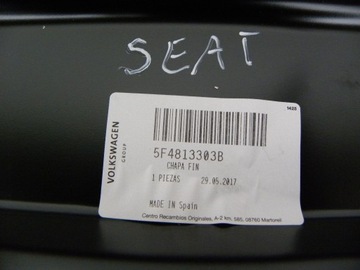 SEAT
1425
VOLKSWAGEN
GROUP
5F4813303B
CHAPA FIN
1 PIEZAS 29.05.2017
MADE IN Spain
Centro Recambios Originales, A-2 km, 585, 08760 Martorell